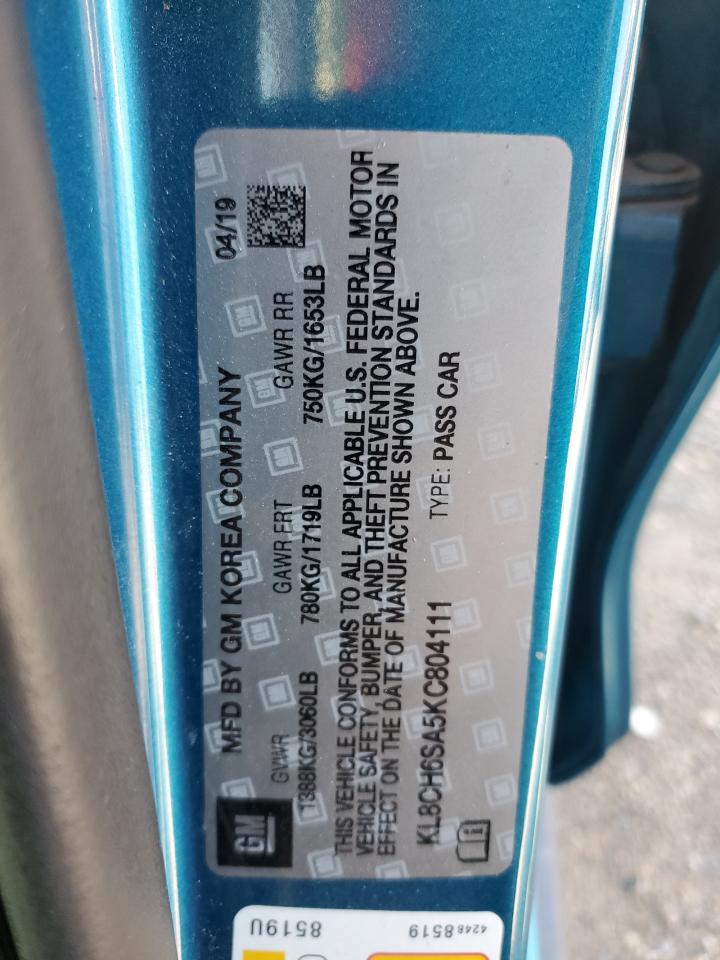 MFD BY GM KOREA COMPANY 04/19
GM
GVWR GAWR FRT GAWR RR
1388KG/3060LB 780KG/1719LB 750KG/1653LB
THIS VEHICLE CONFORMS TO ALL APPLICABLE U.S. FEDERAL MOTOR
VEHICLE SAFETY, BUMPER, AND THEFT PREVENTION STANDARDS IN
EFFECT ON THE DATE OF MANUFACTURE SHOWN ABOVE.
KL8CH6SA5KC804111 TYPE: PASS CAR
8519U
42488519